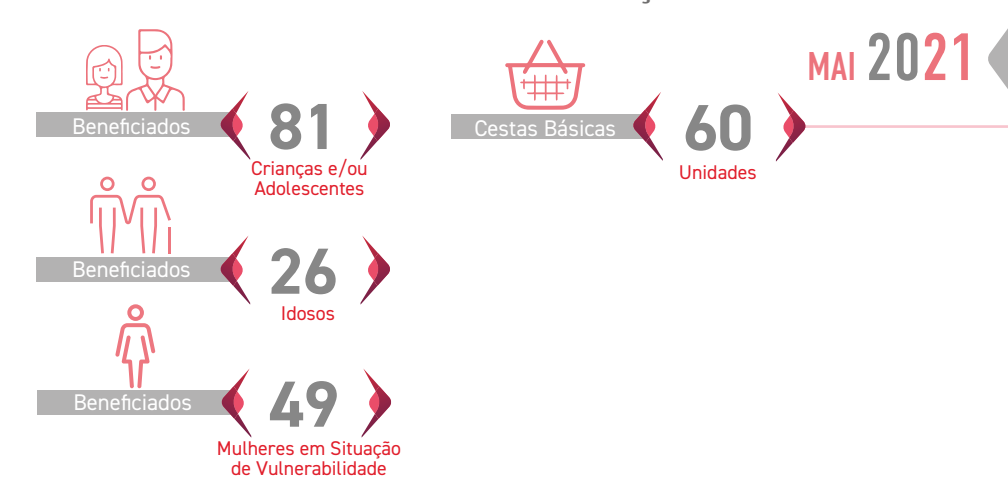 MAI 2021
Beneficiados
81
Crianças e/ou
Adolescentes
Cestas Básicas
60
Unidades
Beneficiados
26
Idosos
Beneficiados
49
Mulheres em Situação
de Vulnerabilidade